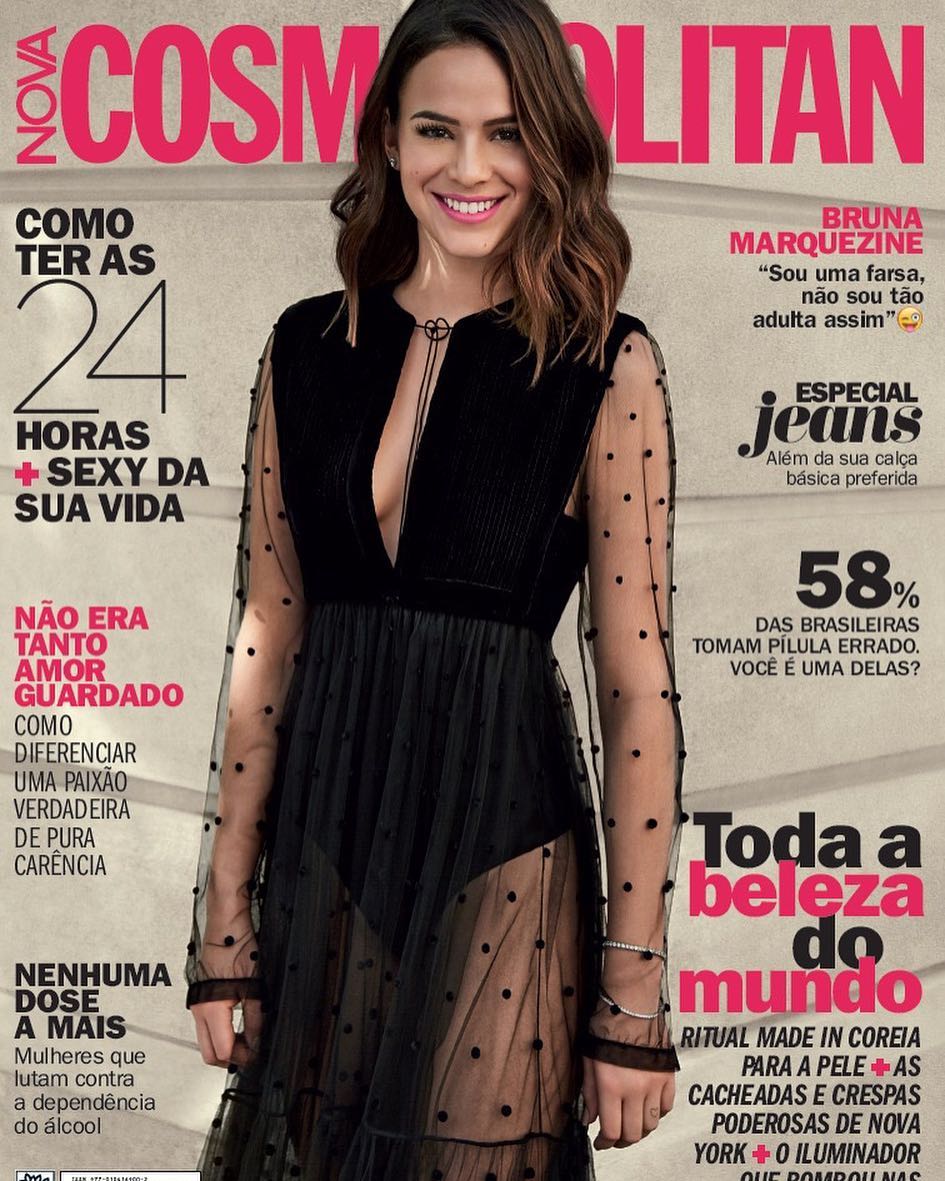 NOVA
COSMOPOLITAN
COMO
TER AS
24
HORAS
+ SEXY DA
SUA VIDA
NÃO ERA
TANTO
AMOR
GUARDADO
COMO
DIFERENCIAR
UMA PAIXÃO
VERDADEIRA
DE PURA
CARÊNCIA
NENHUMA
DOSE
A MAIS
Mulheres que
lutam contra
a dependência
do álcool
BRUNA
MARQUEZINE
“Sou uma farsa,
não sou tão
adulta assim”😜
ESPECIAL
jeans
Além da sua calça
básica preferida
58%
DAS BRASILEIRAS
TOMAM PÍLULA ERRADO.
VOCÊ É UMA DELAS?
Toda a
beleza
do
mundo
RITUAL MADE IN COREIA
PARA A PELE + AS
CACHEADAS E CRESPAS
PODEROSAS DE NOVA
YORK + O ILUMINADOR
QUE BOMBOU NAS